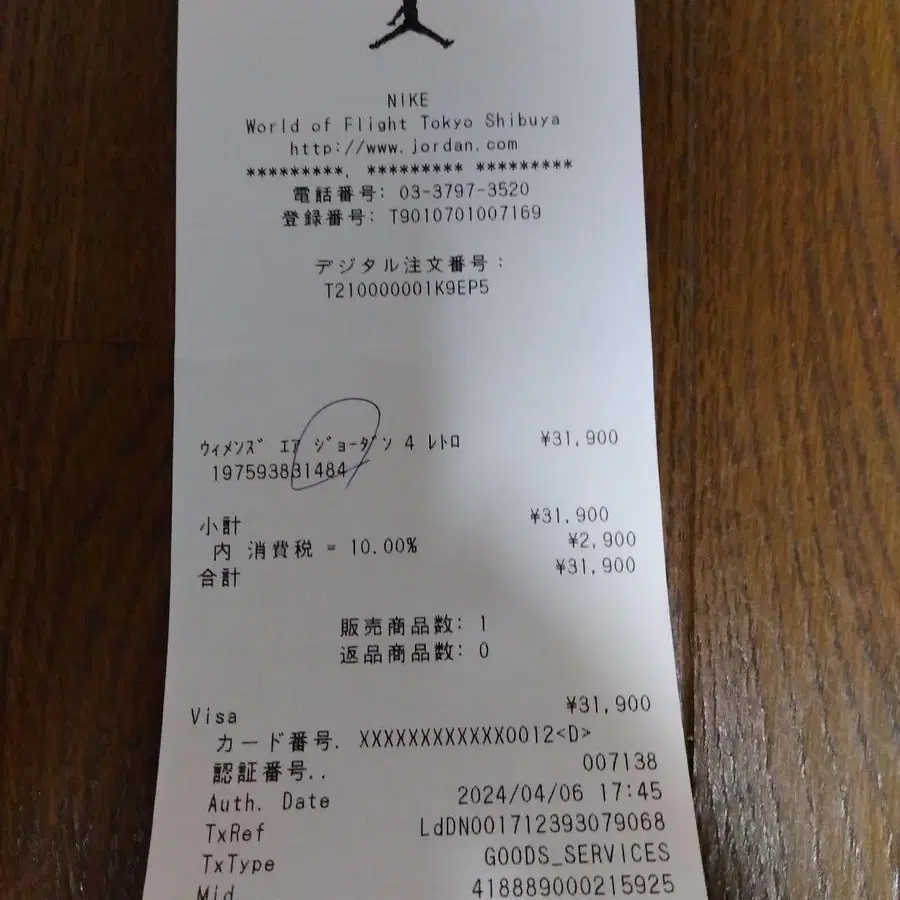 NIKE
World of Flight Tokyo Shibuya
http://www.jordan.com
*********, ********* *********
電話番号: 03-3797-3520
登録番号: T9010701007169
デジタル注文番号:
T210000001K9EP5
ウィメンズ エア ジョーダン 4 レトロ ¥31,900
197593831484
小計 ¥31,900
内 消費税 = 10.00% ¥2,900
合計 ¥31,900
販売商品数: 1
返品商品数: 0
Visa ¥31,900
カード番号. XXXXXXXXXXXX0012<D>
認証番号.. 007138
Auth. Date 2024/04/06 17:45
TxRef LdDN001712393079068
TxType GOODS_SERVICES
Mid 418889000215925